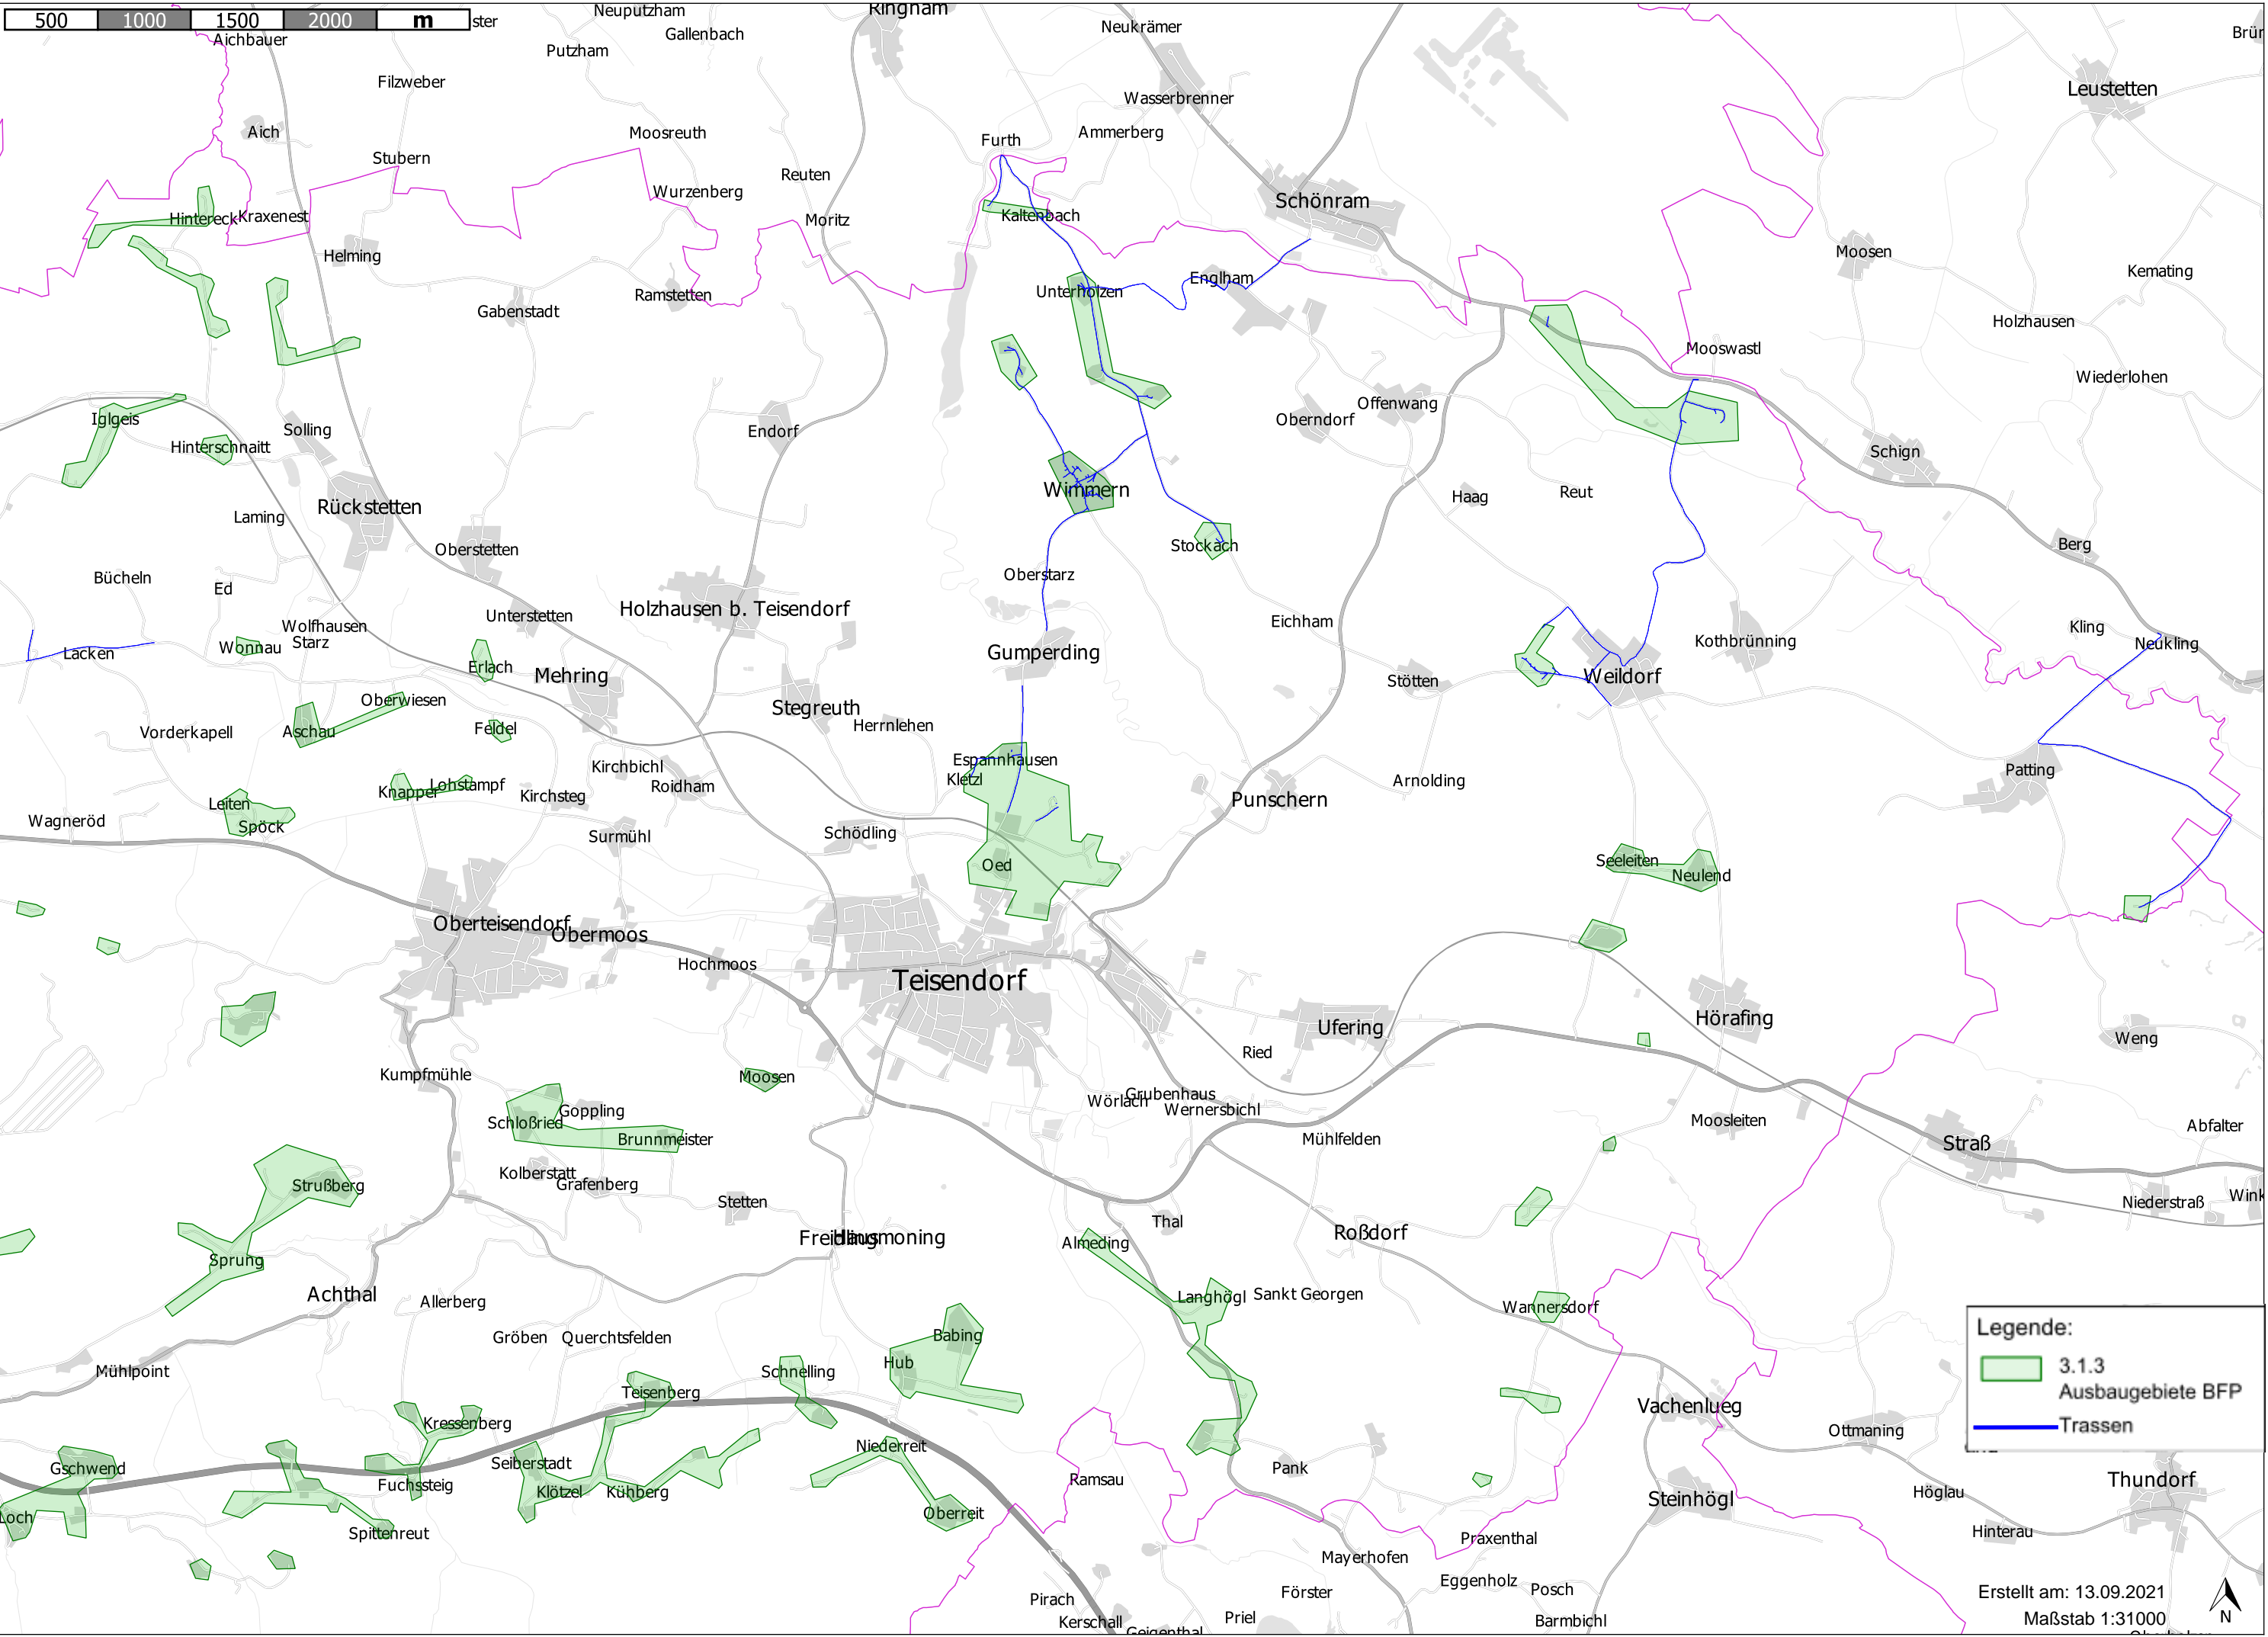 500 1000 1500 2000 m ster
Neuputzham
Ringham
Neukrämer
Aichbauer
Gallenbach
Putzham
Filzweber
Wasserbrenner
Leustetten
Aich
Moosreuth
Furth
Ammerberg
Stubern
Reuten
Wurzenberg
Schönram
Hintereck
Kraxenest
Moritz
Kaltenbach
Helming
Moosen
Kemating
Ramstetten
Unterholzen
Englham
Gabenstadt
Holzhausen
Mooswastl
Wiederlohen
Iglgeis
Solling
Endorf
Oberndorf
Offenwang
Hinterschnaitt
Schign
Rückstetten
Wimmern
Haag
Reut
Laming
Oberstetten
Stockach
Berg
Bücheln
Ed
Oberstarz
Unterstetten
Holzhausen b. Teisendorf
Eichham
Wolfhausen
Starz
Kling
Neukling
Lacken
Wonnau
Erlach
Mehring
Gumperding
Kothbrünning
Stötten
Weildorf
Oberwiesen
Stegreuth
Herrnlehen
Vorderkapell
Aschau
Feldel
Espannhausen
Kletzl
Kirchbichl
Roidham
Arnolding
Patting
Knapper
Lohstampf
Kirchsteg
Punschern
Leiten
Spöck
Wagneröd
Surmühl
Schödling
Oed
Seeleiten
Neulend
Oberteisendorf
Obermoos
Hochmoos
Teisendorf
Ufering
Hörafing
Weng
Ried
Kumpfmühle
Moosen
Goppling
Schloßried
Brunnmeister
Wörlach
Grubenhaus
Wernersbichl
Moosleiten
Mühlfelden
Straß
Abfalter
Kolberstatt
Grafenberg
Strußberg
Stetten
Niederstraß
Wink
Thal
Freidling
Hausmoning
Almeding
Roßdorf
Sprung
Achthal
Allerberg
Langhögl
Sankt Georgen
Wannersdorf
Gröben
Querchtsfelden
Babing
Hub
Mühlpoint
Schnelling
Teisenberg
Legende:
3.1.3
Ausbaugebiete BFP
Trassen
Vachenlueg
Ottmaning
Kressenberg
Niederreit
Gschwend
Seiberstadt
Fuchssteig
Klötzel
Kühberg
Ramsau
Pank
Steinhögl
Thundorf
Höglau
Loch
Spittenreut
Oberreit
Hinterau
Praxenthal
Mayerhofen
Eggenholz
Posch
Förster
Pirach
Priel
Kerschall
Barmbichl
Geigenthal
Erstellt am: 13.09.2021
Maßstab 1:31000
N